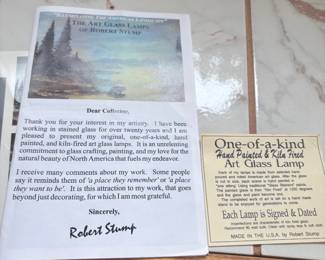 "Illuminating The American Landscape"
The Art Glass Lamps
of Robert Stump
Dear Collector,
Thank you for your interest in my artistry. I have been
working in stained glass for over twenty years and I am
pleased to present my original, one-of-a-kind, hand
painted, and kiln-fired art glass lamps. It is an unrelenting
commitment to glass crafting, painting, and my love for the
natural beauty of North America that fuels my endeavor.
I receive many comments about my work. Some people
say it reminds them of 'a place they remember' or 'a place
they want to be'. It is this attraction to my work, that goes
beyond just decorating, for which I am most grateful.
Sincerely,
Robert Stump
One-of-a-kind
Hand Painted & Kiln Fired
Art Glass Lamp
Each Lamp is Signed & Dated
MADE IN THE U.S.A. by Robert Stump